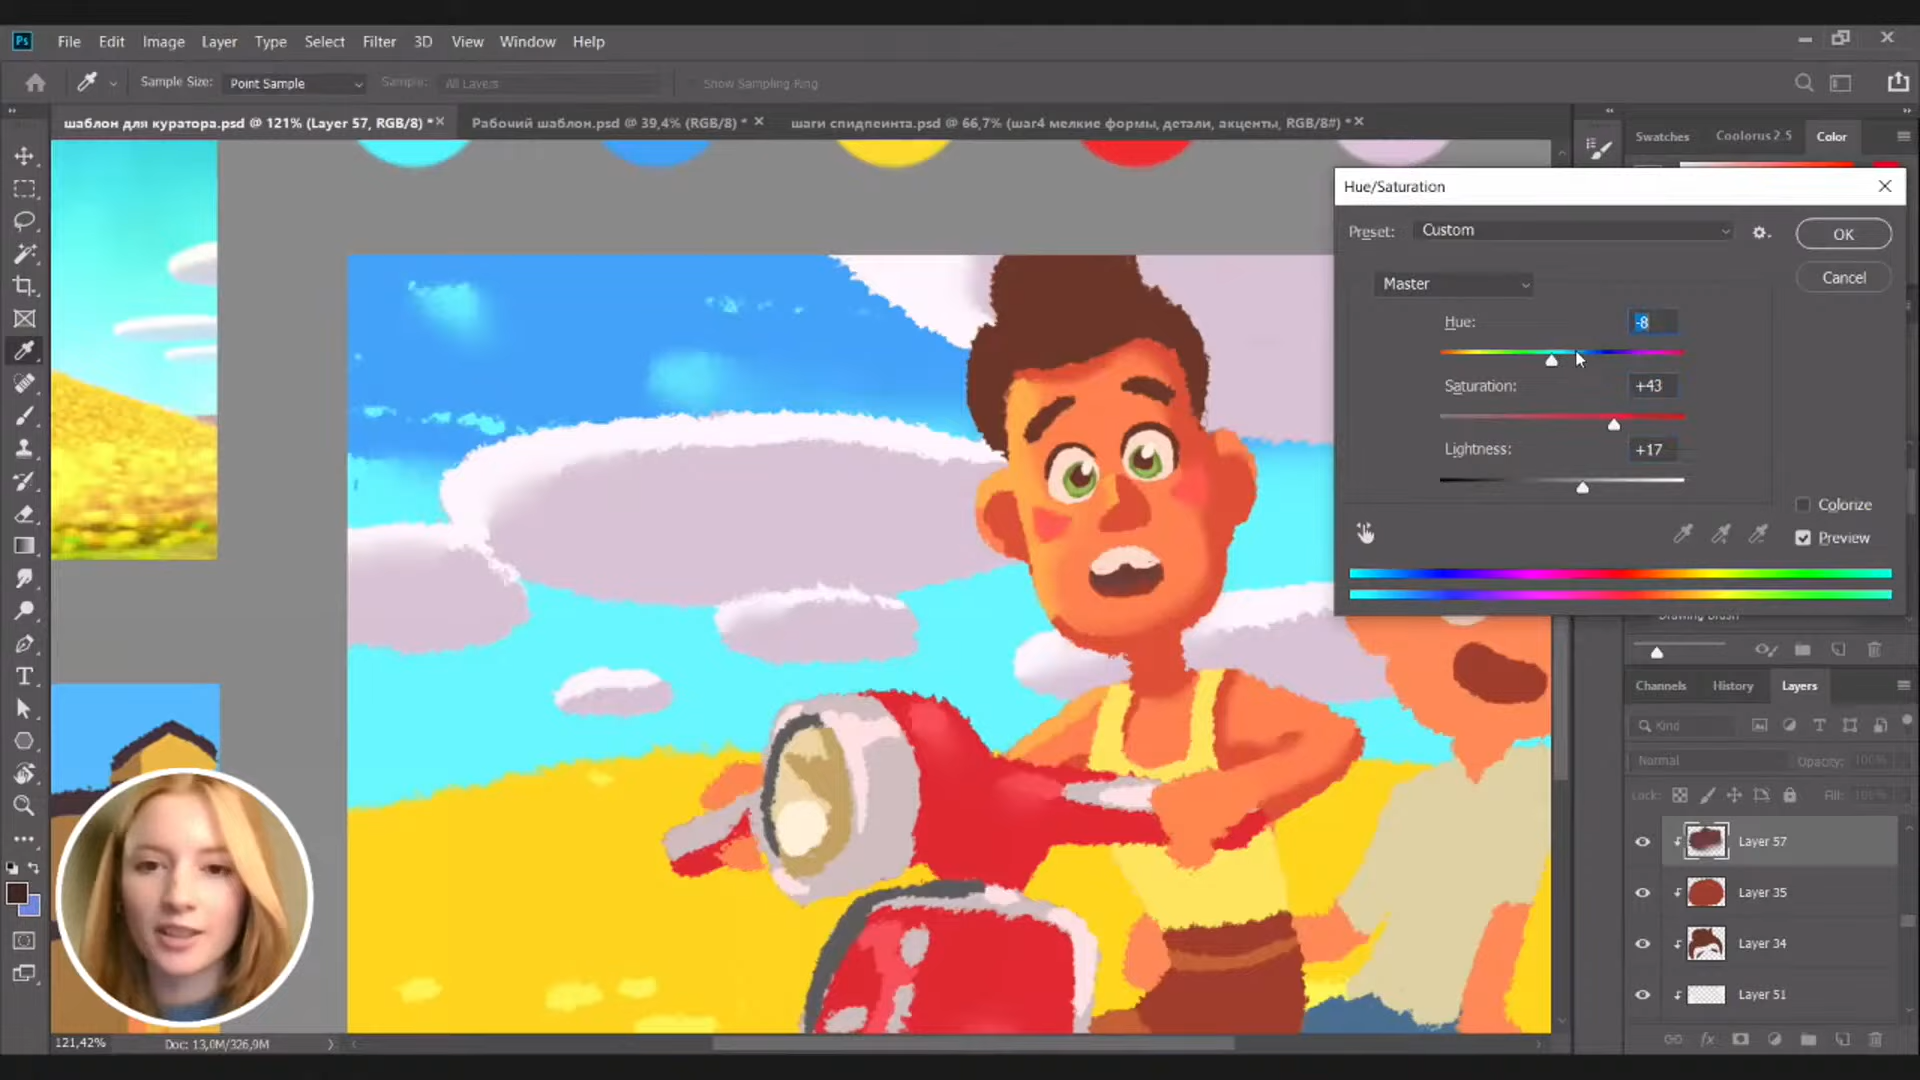 Ps File Edit Image Layer Type Select Filter 3D View Window Help
Sample Size: Point Sample Sample: All Layers Show Sampling Ring
шаблон для куратора.psd @ 121% (Layer 57, RGB/8) * Рабочий шаблон.psd @ 39,4% (RGB/8) * шаги спидпеинта.psd @ 66,7% (шаг4 мелкие формы, детали, акценты, RGB/8#) *
Swatches Coolorus 2.5 Color
Hue/Saturation
Preset: Custom
OK
Cancel
Master
Hue: -8
Saturation: +43
Lightness: +17
Colorize
Preview
Drawing Brush
Channels History Layers
Kind
Normal Opacity: 100%
Lock: Fill: 100%
Layer 57
Layer 35
Layer 34
Layer 51
121,42% Doc: 13,0M/326,9M